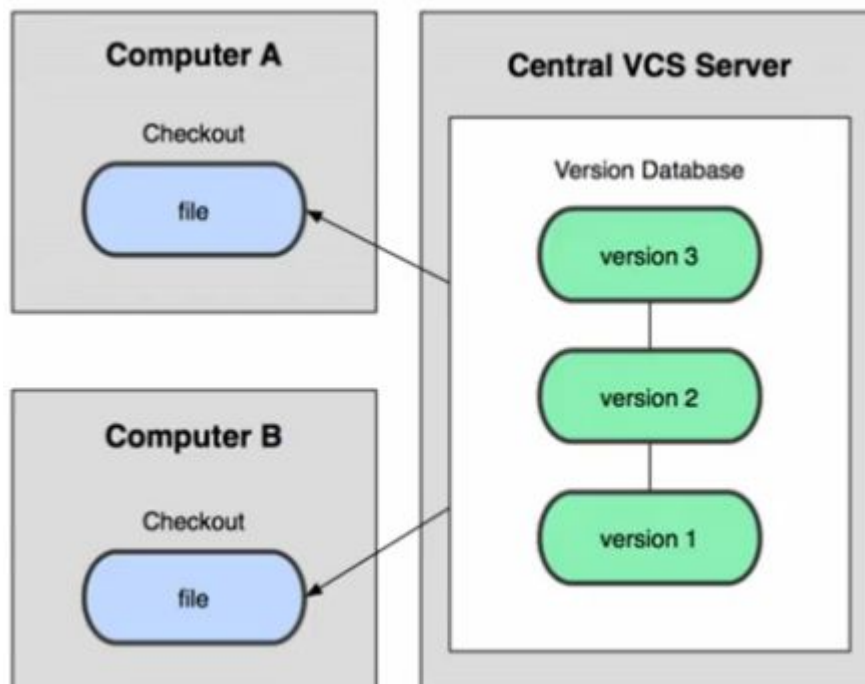 Computer A
Checkout
file
Computer B
Checkout
file
Central VCS Server
Version Database
version 3
version 2
version 1